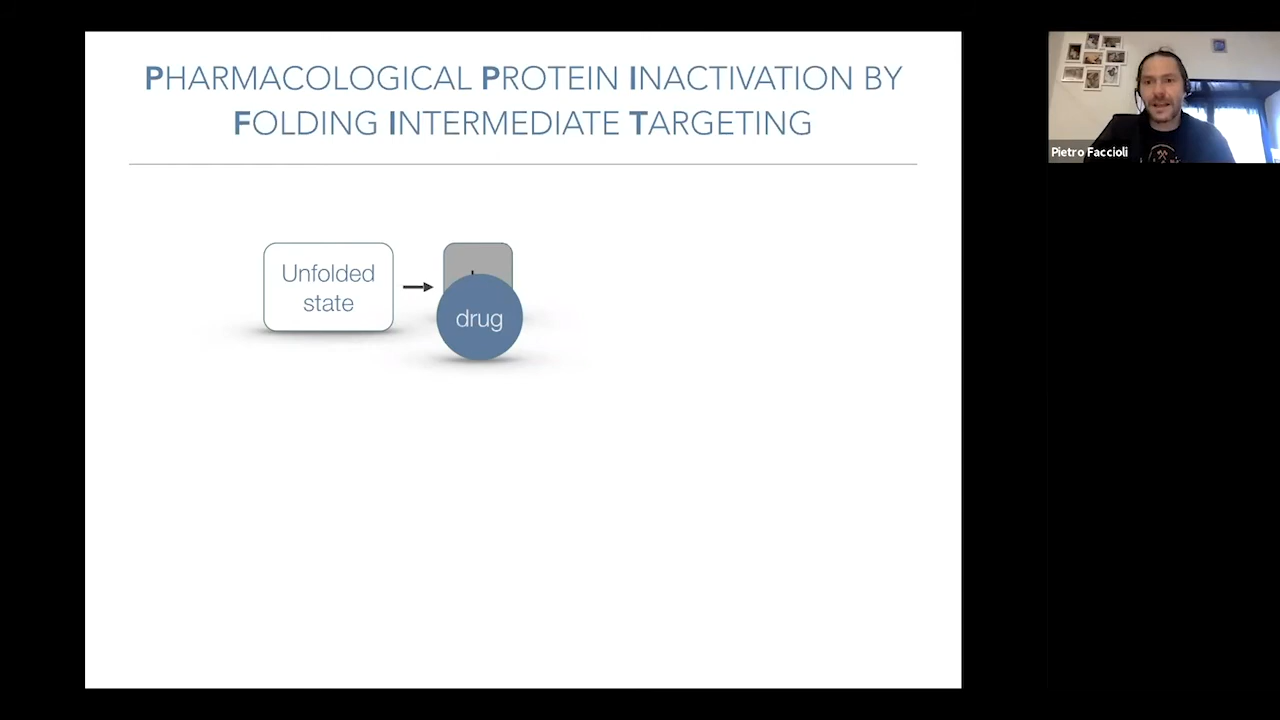 PHARMACOLOGICAL PROTEIN INACTIVATION BY
FOLDING INTERMEDIATE TARGETING
Unfolded
state
drug
Pietro Faccioli